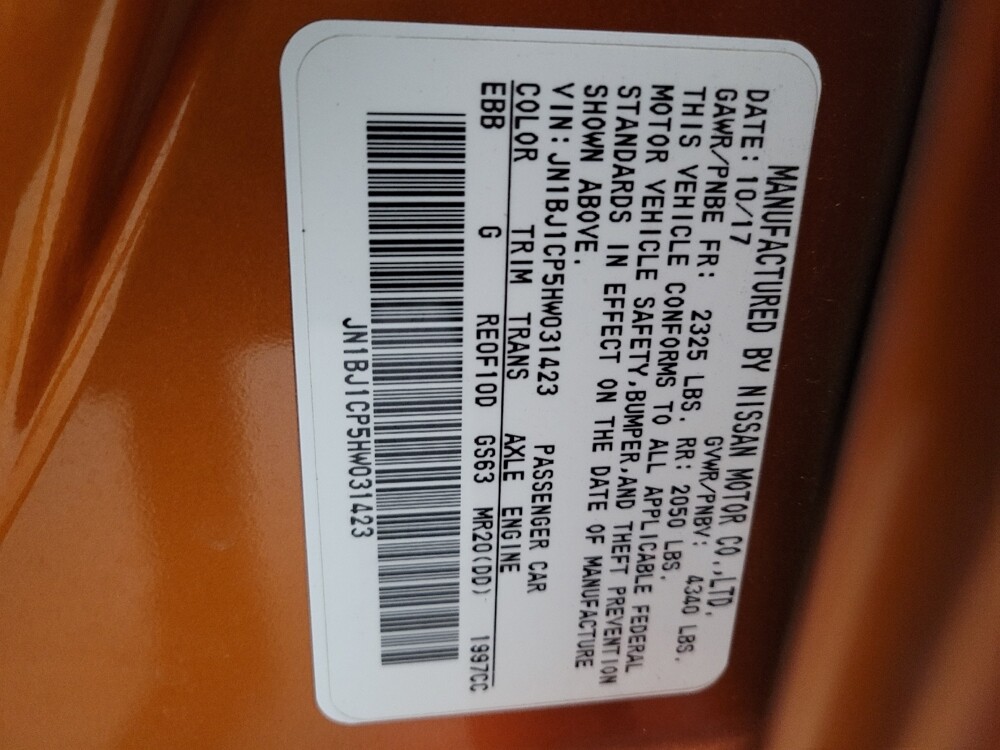 MANUFACTURED BY NISSAN MOTOR CO.,LTD.
DATE: 10/17 GVWR/PNBV: 4340 LBS.
GAWR/PNBE FR: 2325 LBS. RR: 2050 LBS.
THIS VEHICLE CONFORMS TO ALL APPLICABLE FEDERAL
MOTOR VEHICLE SAFETY,BUMPER,AND THEFT PREVENTION
STANDARDS IN EFFECT ON THE DATE OF MANUFACTURE
SHOWN ABOVE.
VIN: JN1BJ1CP5HW031423 PASSENGER CAR
COLOR TRIM TRANS AXLE ENGINE
EBB G RE0F10D GS63 MR20(DD) 1997CC
JN1BJ1CP5HW031423